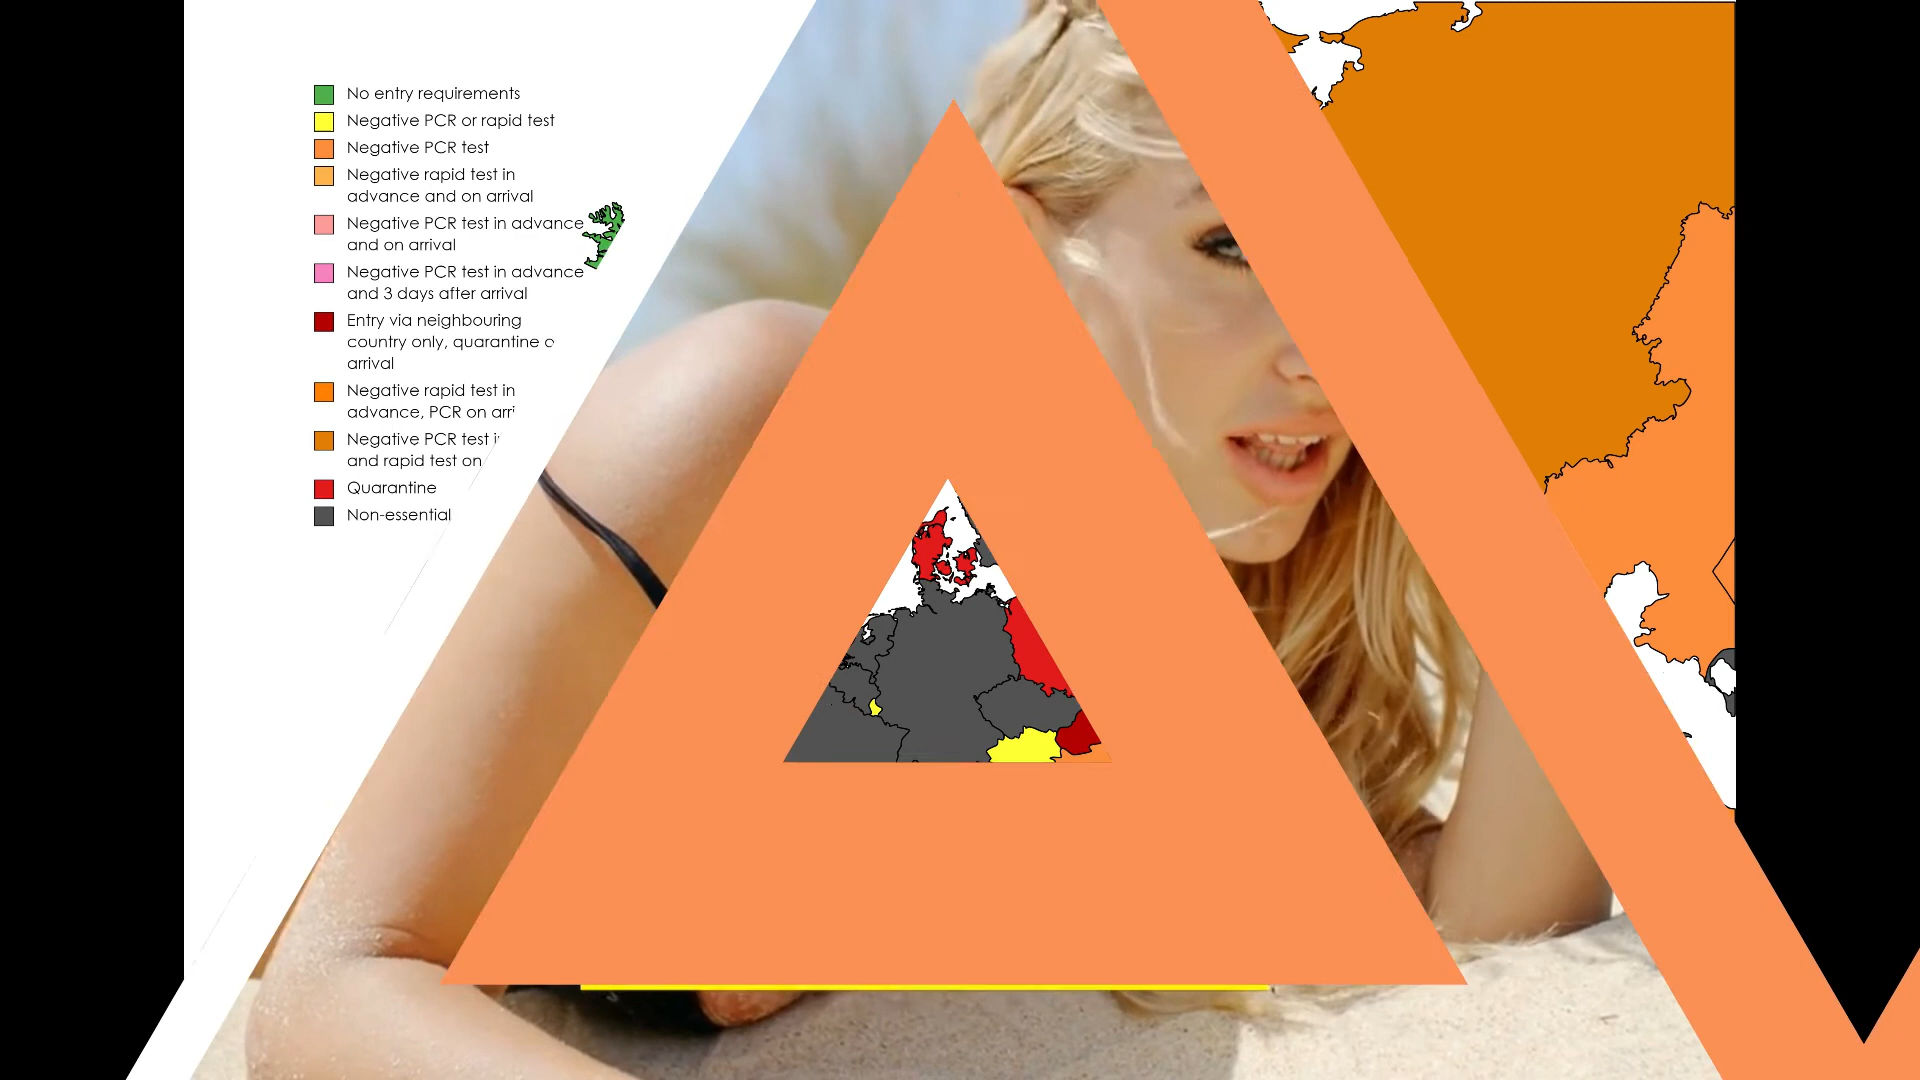 No entry requirements
Negative PCR or rapid test
Negative PCR test
Negative rapid test in
advance and on arrival
Negative PCR test in advance
and on arrival
Negative PCR test in advance
and 3 days after arrival
Entry via neighbouring
country only, quarantine
arrival
Negative rapid test in
advance, PCR on
Negative PCR test
and rapid test on
Quarantine
Non-essential